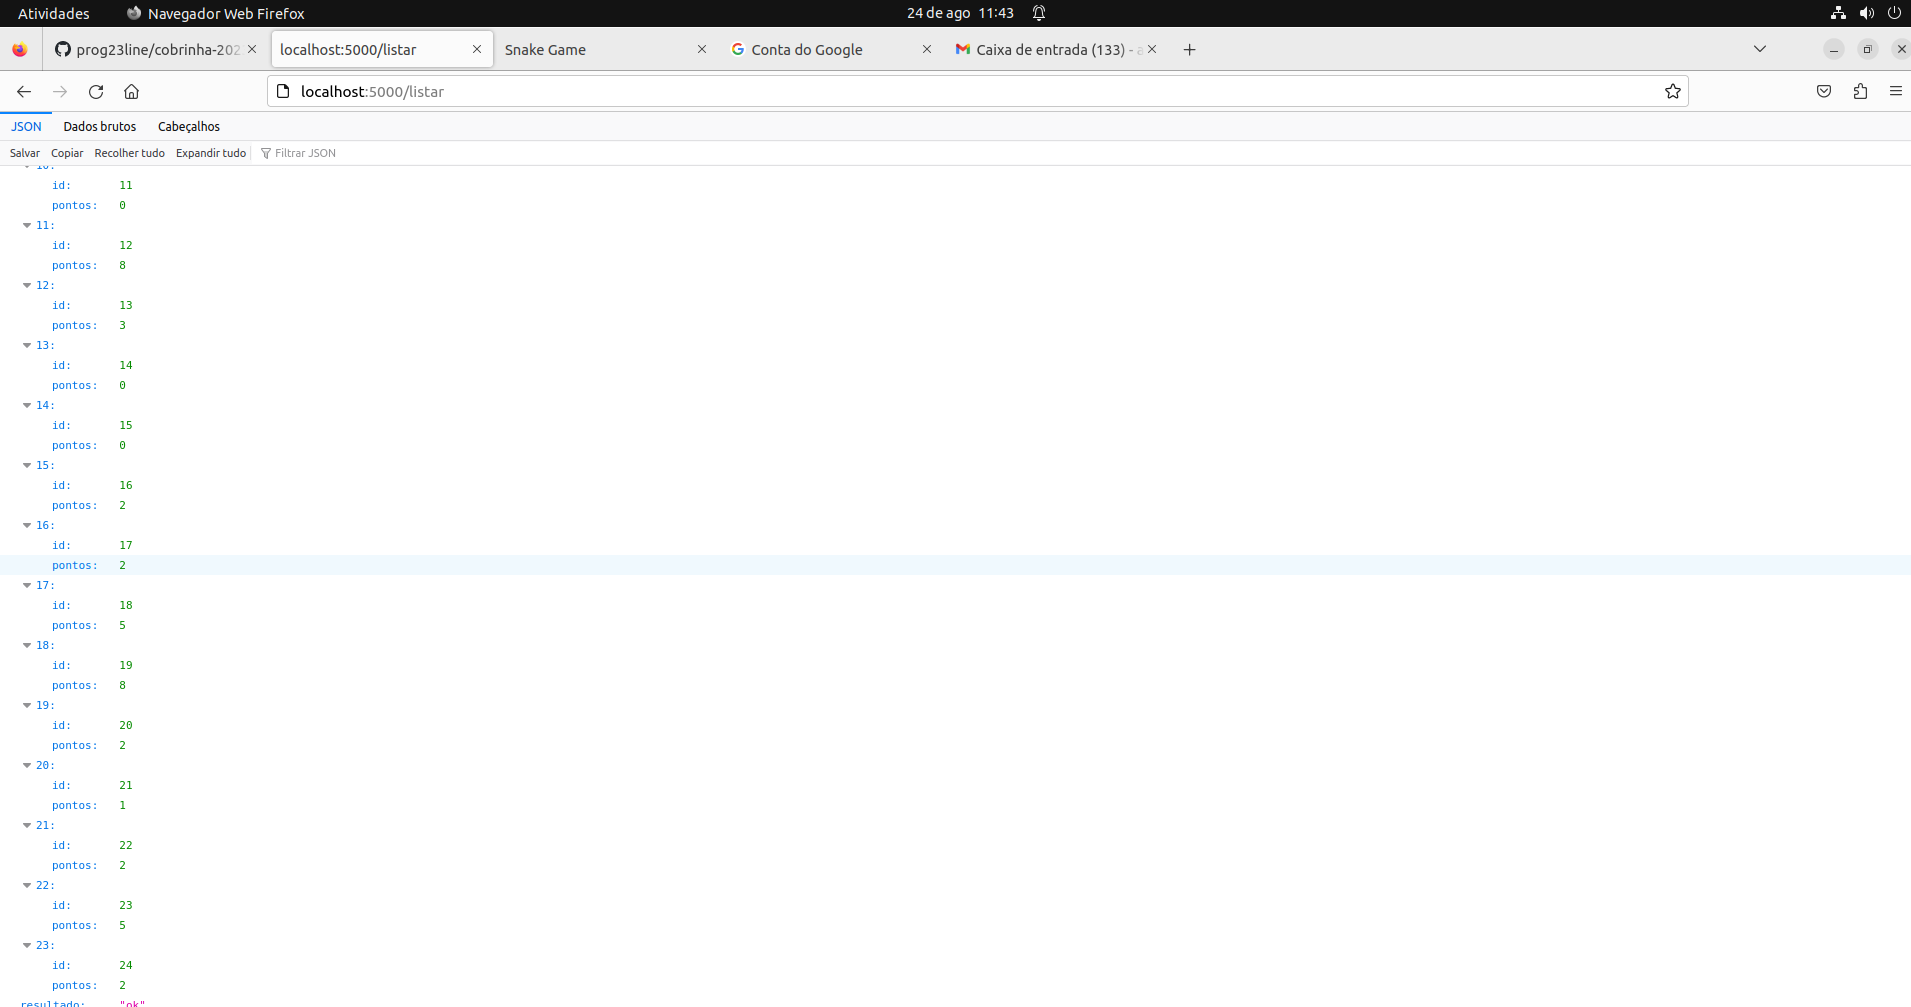 Atividades Navegador Web Firefox 24 de ago 11:43
prog23line/cobrinha-202 localhost:5000/listar Snake Game Conta do Google Caixa de entrada (133) - a
localhost:5000/listar
JSON Dados brutos Cabeçalhos
Salvar Copiar Recolher tudo Expandir tudo Filtrar JSON
10:
id: 11
pontos: 0
11:
id: 12
pontos: 8
12:
id: 13
pontos: 3
13:
id: 14
pontos: 0
14:
id: 15
pontos: 0
15:
id: 16
pontos: 2
16:
id: 17
pontos: 2
17:
id: 18
pontos: 5
18:
id: 19
pontos: 8
19:
id: 20
pontos: 2
20:
id: 21
pontos: 1
21:
id: 22
pontos: 2
22:
id: 23
pontos: 5
23:
id: 24
pontos: 2
resultado: "ok"